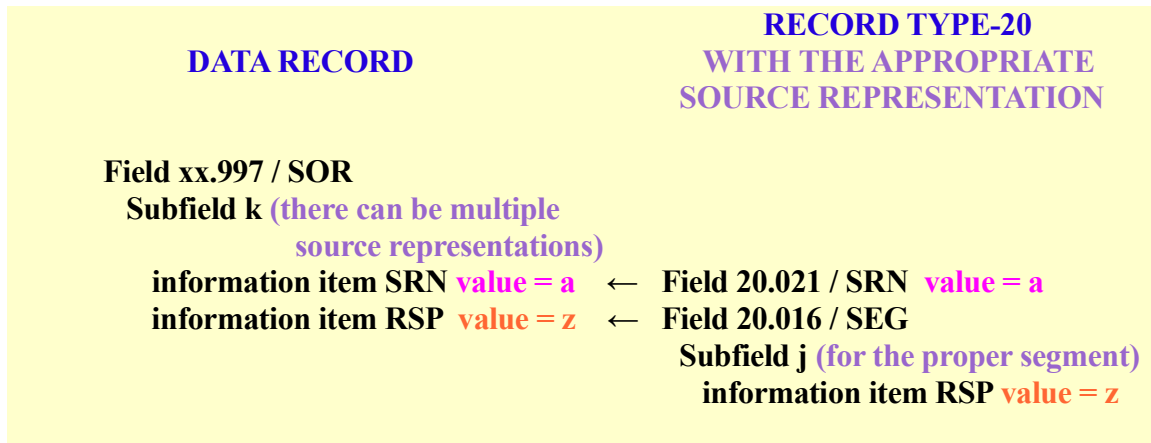 RECORD TYPE-20
DATA RECORD WITH THE APPROPRIATE
SOURCE REPRESENTATION
Field xx.997 / SOR
Subfield k (there can be multiple
source representations)
information item SRN value = a ← Field 20.021 / SRN value = a
information item RSP value = z ← Field 20.016 / SEG
Subfield j (for the proper segment)
information item RSP value = z